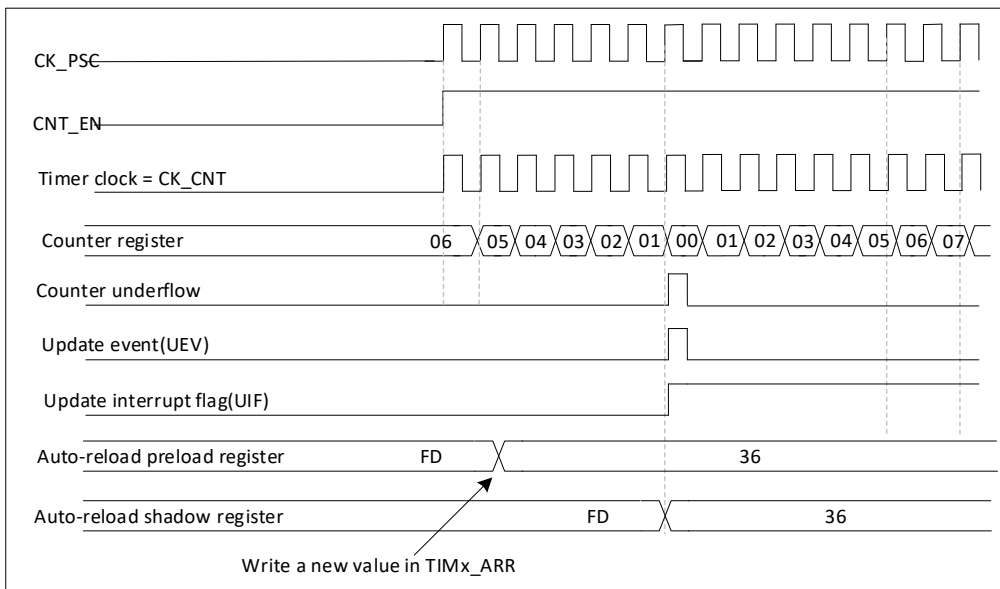 CK_PSC
CNT_EN
Timer clock = CK_CNT
Counter register 06 05 04 03 02 01 00 01 02 03 04 05 06 07
Counter underflow
Update event(UEV)
Update interrupt flag(UIF)
Auto-reload preload register FD 36
Auto-reload shadow register FD 36
Write a new value in TIMx_ARR